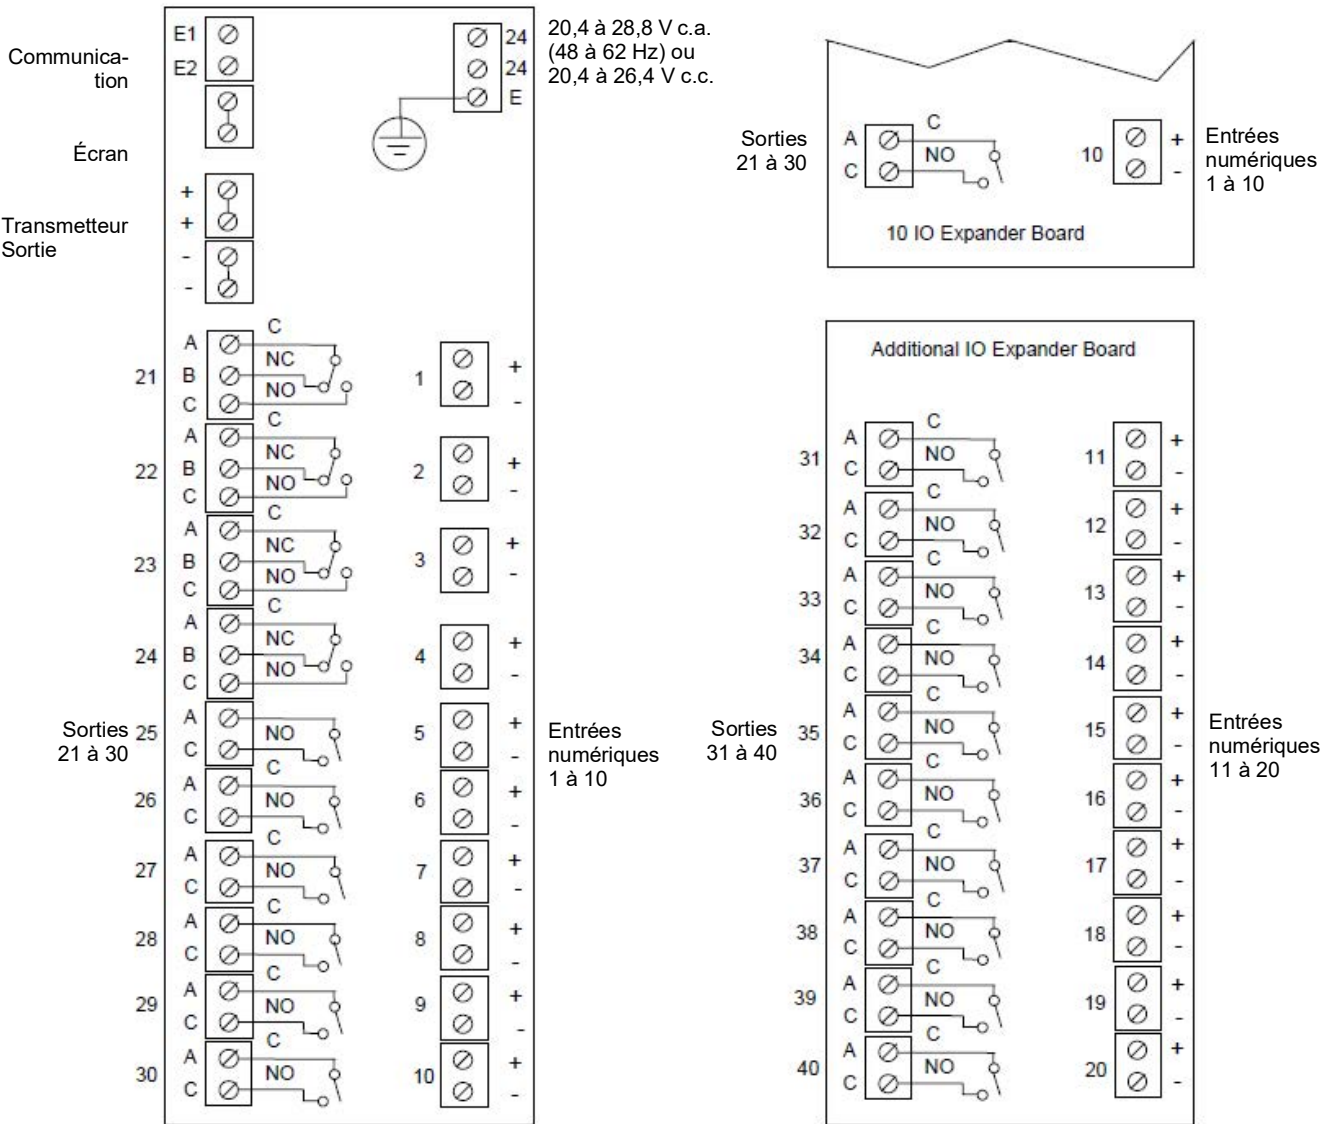 Communica-
tion
Écran
Transmetteur
Sortie
E1
E2
+
+
-
-
24
24
E
20,4 à 28,8 V c.a.
(48 à 62 Hz) ou
20,4 à 26,4 V c.c.
21
A
B
C
C
NC
NO
1
+
-
22
A
B
C
C
NC
NO
2
+
-
23
A
B
C
C
NC
NO
3
+
-
24
A
B
C
C
NC
NO
4
+
-
Sorties
21 à 30
25
A
C
NO
5
+
-
Entrées
numériques
1 à 10
26
A
C
C
NO
6
+
-
27
A
C
C
NO
7
+
-
28
A
C
C
NO
8
+
-
29
A
C
C
NO
9
+
-
30
A
C
C
NO
10
+
-
Sorties
21 à 30
A
C
C
NO
10
+
-
Entrées
numériques
1 à 10
10 IO Expander Board
Additional IO Expander Board
31
A
C
C
NO
11
+
-
32
A
C
C
NO
12
+
-
33
A
C
C
NO
13
+
-
34
A
C
C
NO
14
+
-
Sorties
31 à 40
35
A
C
C
NO
15
+
-
Entrées
numériques
11 à 20
36
A
C
C
NO
16
+
-
37
A
C
C
NO
17
+
-
38
A
C
C
NO
18
+
-
39
A
C
C
NO
19
+
-
40
A
C
C
NO
20
+
-